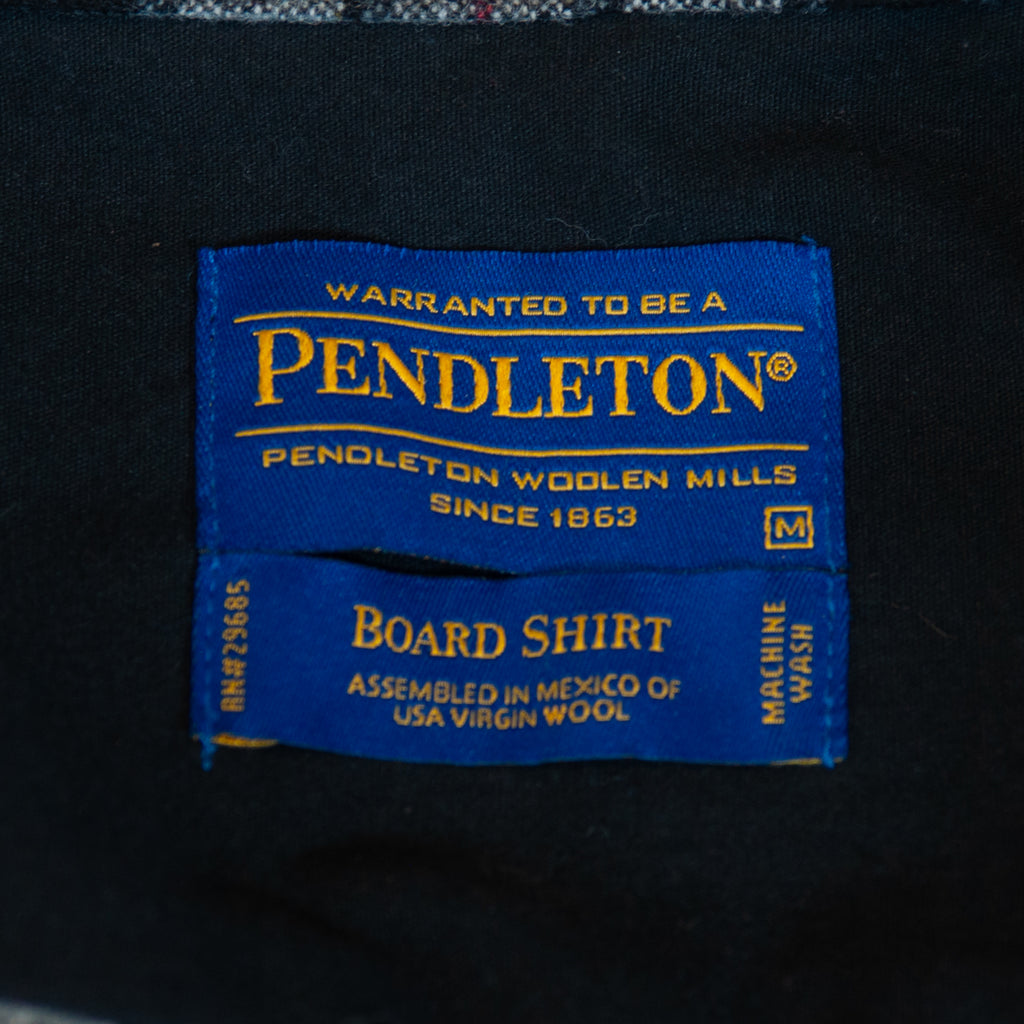 WARRANTED TO BE A
PENDLETON®
PENDLETON WOOLEN MILLS
SINCE 1863
M
RN#29685
BOARD SHIRT
ASSEMBLED IN MEXICO OF
USA VIRGIN WOOL
MACHINE
WASH